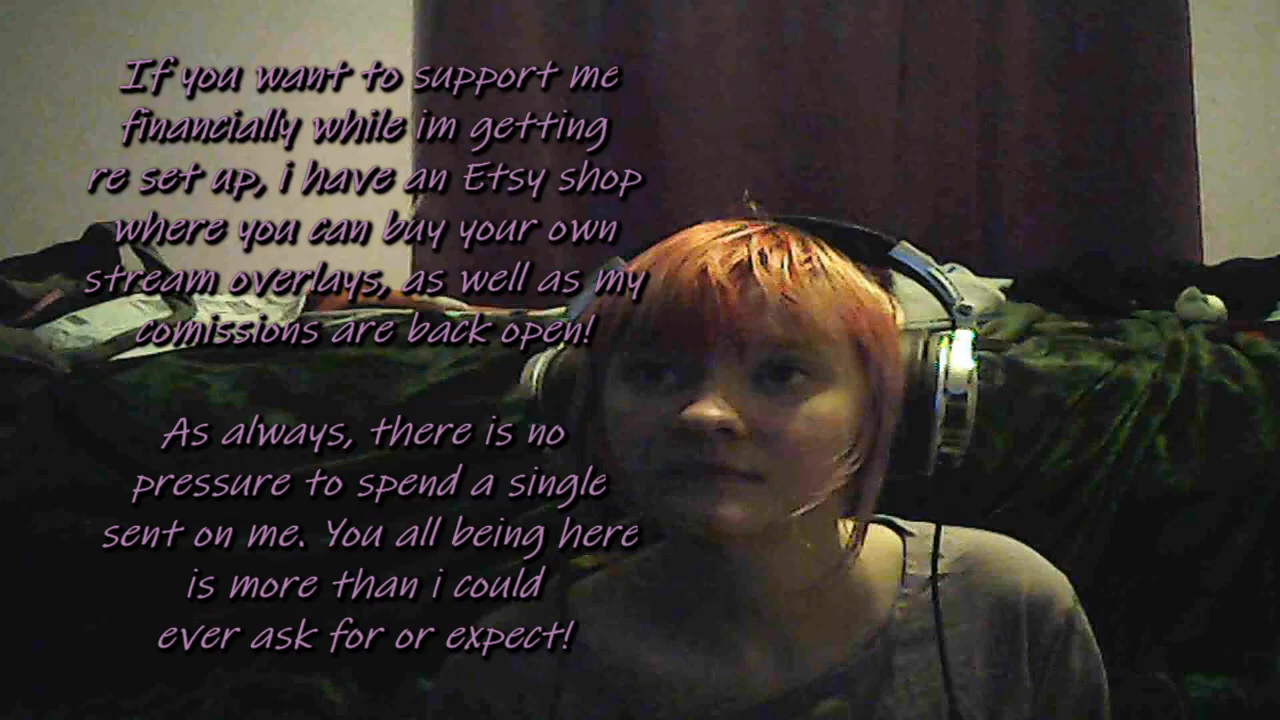 If you want to support me
financially while im getting
re set up, i have an Etsy shop
where you can buy your own
stream overlays, as well as my
comissions are back open!
As always, there is no
pressure to spend a single
sent on me. You all being here
is more than i could
ever ask for or expect!